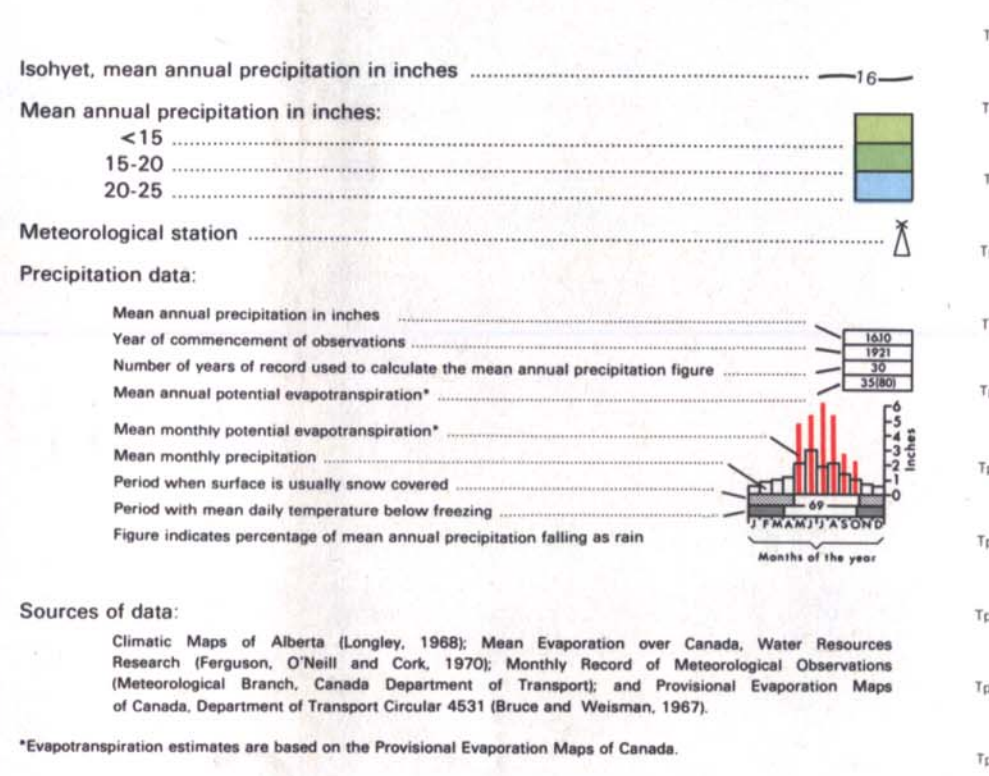 Isohyet, mean annual precipitation in inches
16
Mean annual precipitation in inches:
<15
15-20
20-25
Meteorological station
Precipitation data:
Mean annual precipitation in inches
Year of commencement of observations
Number of years of record used to calculate the mean annual precipitation figure
Mean annual potential evapotranspiration*
1610
1921
30
35(80)
Mean monthly potential evapotranspiration*
Mean monthly precipitation
Period when surface is usually snow covered
Period with mean daily temperature below freezing
Figure indicates percentage of mean annual precipitation falling as rain
6
5
4
3
2
1
0
Inches
69
J F M A M J J A S O N D
Months of the year
Sources of data:
Climatic Maps of Alberta (Longley, 1968); Mean Evaporation over Canada, Water Resources
Research (Ferguson, O'Neill and Cork, 1970); Monthly Record of Meteorological Observations
(Meteorological Branch, Canada Department of Transport); and Provisional Evaporation Maps
of Canada, Department of Transport Circular 4531 (Bruce and Weisman, 1967).
*Evapotranspiration estimates are based on the Provisional Evaporation Maps of Canada.